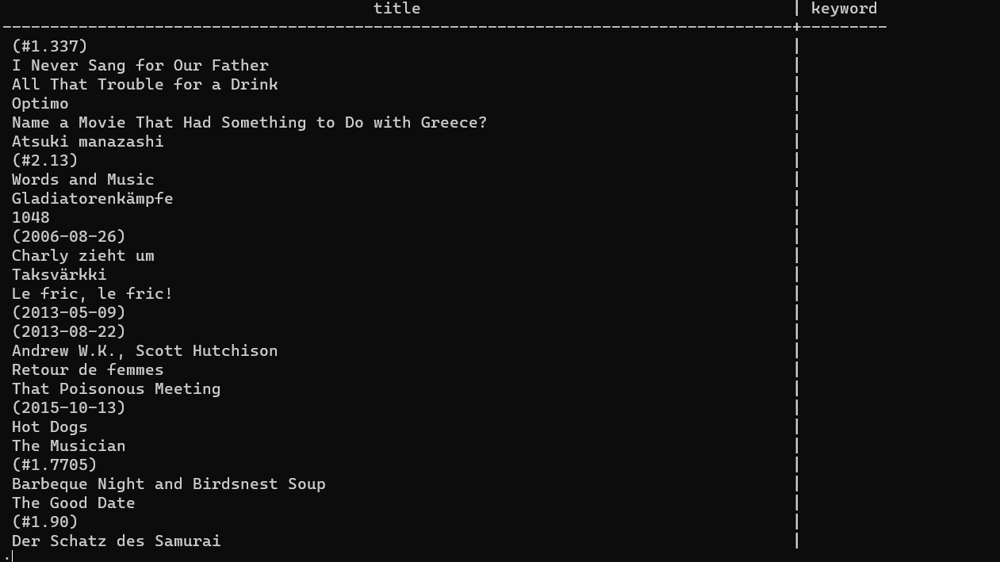 title | keyword
-----------------------------------------------------------------------------------+---------
(#1.337) |
I Never Sang for Our Father |
All That Trouble for a Drink |
Optimo |
Name a Movie That Had Something to Do with Greece? |
Atsuki manazashi |
(#2.13) |
Words and Music |
Gladiatorenkämpfe |
1048 |
(2006-08-26) |
Charly zieht um |
Taksvärkki |
Le fric, le fric! |
(2013-05-09) |
(2013-08-22) |
Andrew W.K., Scott Hutchison |
Retour de femmes |
That Poisonous Meeting |
(2015-10-13) |
Hot Dogs |
The Musician |
(#1.7705) |
Barbeque Night and Birdsnest Soup |
The Good Date |
(#1.90) |
Der Schatz des Samurai |
.